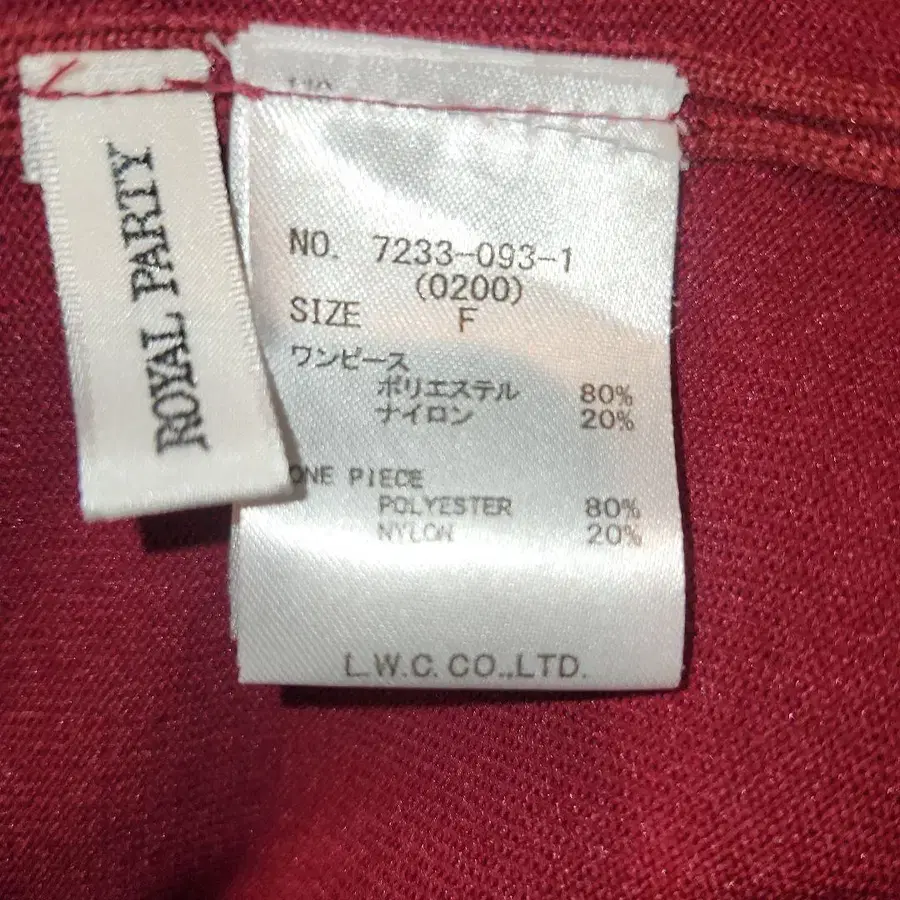 ROYAL PARTY
NO. 7233-093-1
(0200)
SIZE F
ワンピース
ポリエステル 80%
ナイロン 20%
ONE PIECE
POLYESTER 80%
NYLON 20%
L.W.C.CO.,LTD.